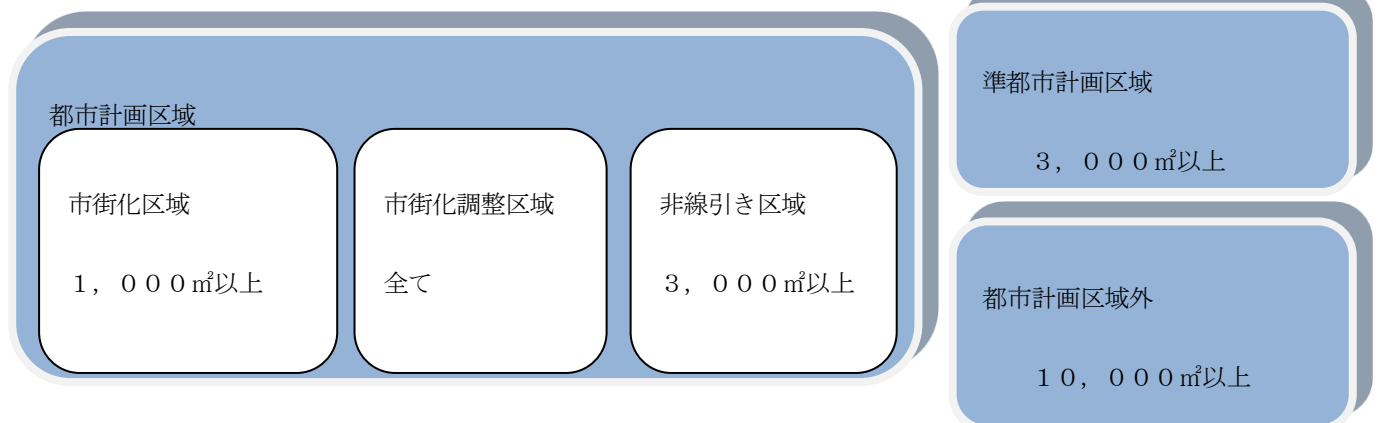 都市計画区域
市街化区域
１，０００㎡以上
市街化調整区域
全て
非線引き区域
３，０００㎡以上
準都市計画区域
３，０００㎡以上
都市計画区域外
１０，０００㎡以上